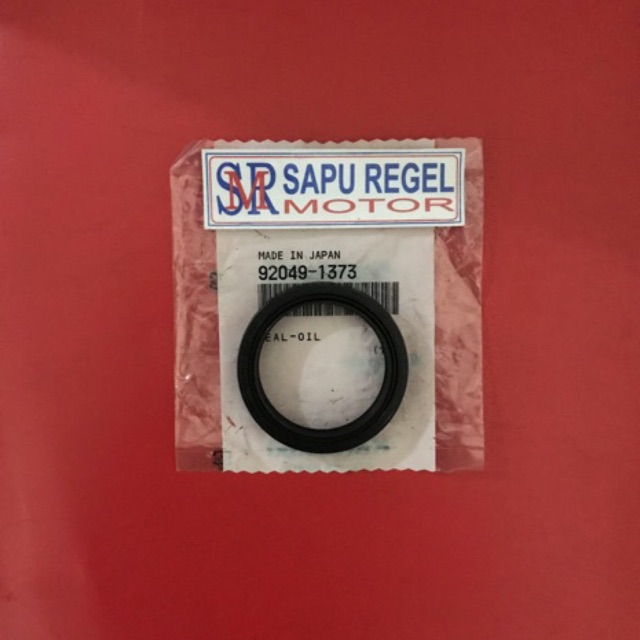 SMR SAPU REGEL
MOTOR
MADE IN JAPAN
92049-1373
EAL-OIL